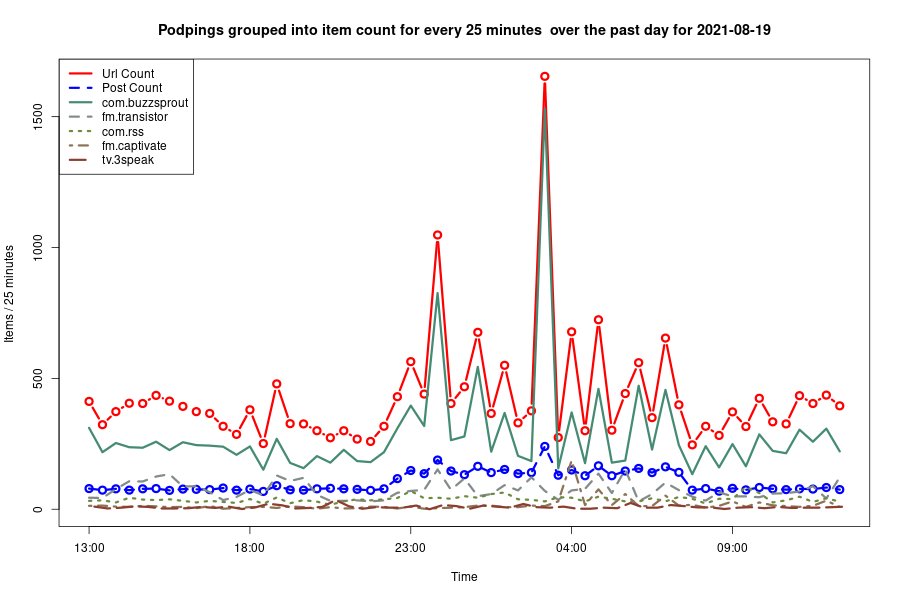 Podpings grouped into item count for every 25 minutes  over the past day for 2021-08-19
Url Count
Post Count
com.buzzsprout
fm.transistor
com.rss
fm.captivate
tv.3speak
Items / 25 minutes
1500
1000
500
0
13:00
18:00
23:00
04:00
09:00
Time